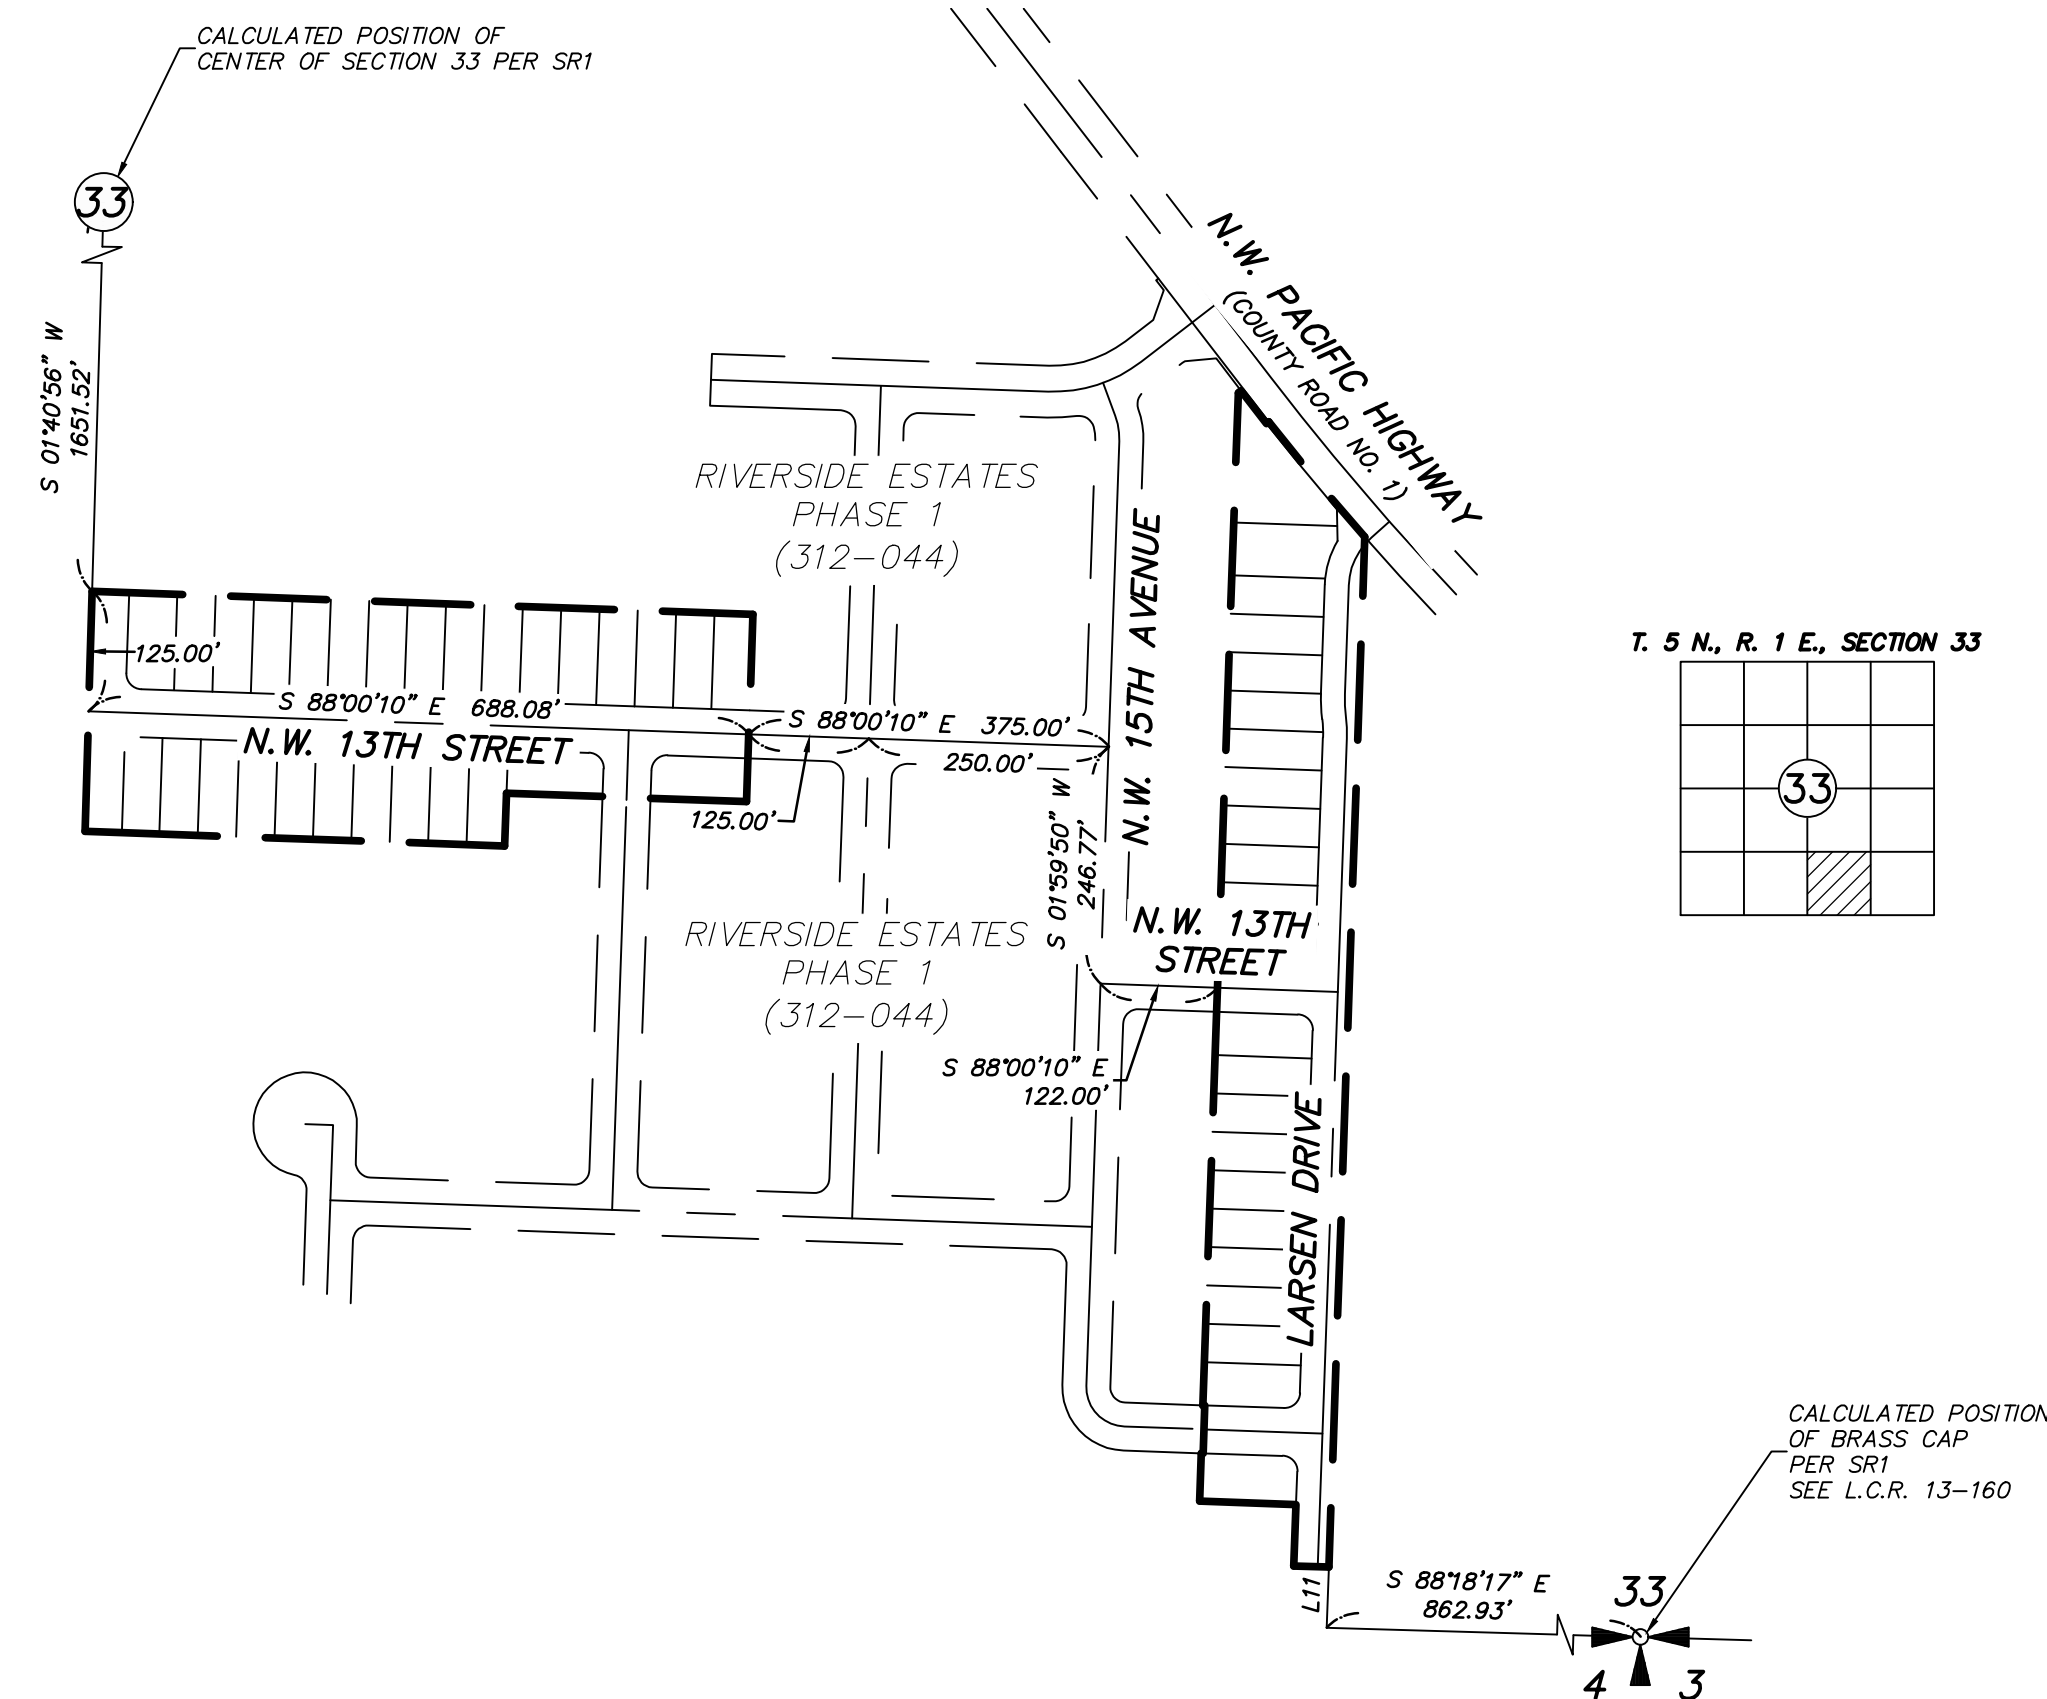 CALCULATED POSITION OF
CENTER OF SECTION 33 PER SR1
33
S 01°40'56" W
1651.52'
N.W. PACIFIC HIGHWAY
(COUNTY ROAD NO. 1)
RIVERSIDE ESTATES
PHASE 1
(312-044)
N.W. 15TH AVENUE
125.00'
S 88°00'10" E 688.08'
N.W. 13TH STREET
S 88°00'10" E 375.00'
250.00'
125.00'
S 01°59'50" W
246.77'
T. 5 N., R. 1 E., SECTION 33
33
N.W. 13TH
STREET
RIVERSIDE ESTATES
PHASE 1
(312-044)
S 88°00'10" E
122.00'
LARSEN DRIVE
CALCULATED POSITION
OF BRASS CAP
PER SR1
SEE L.C.R. 13-160
L11
S 88°18'17" E
862.93'
33
4
3